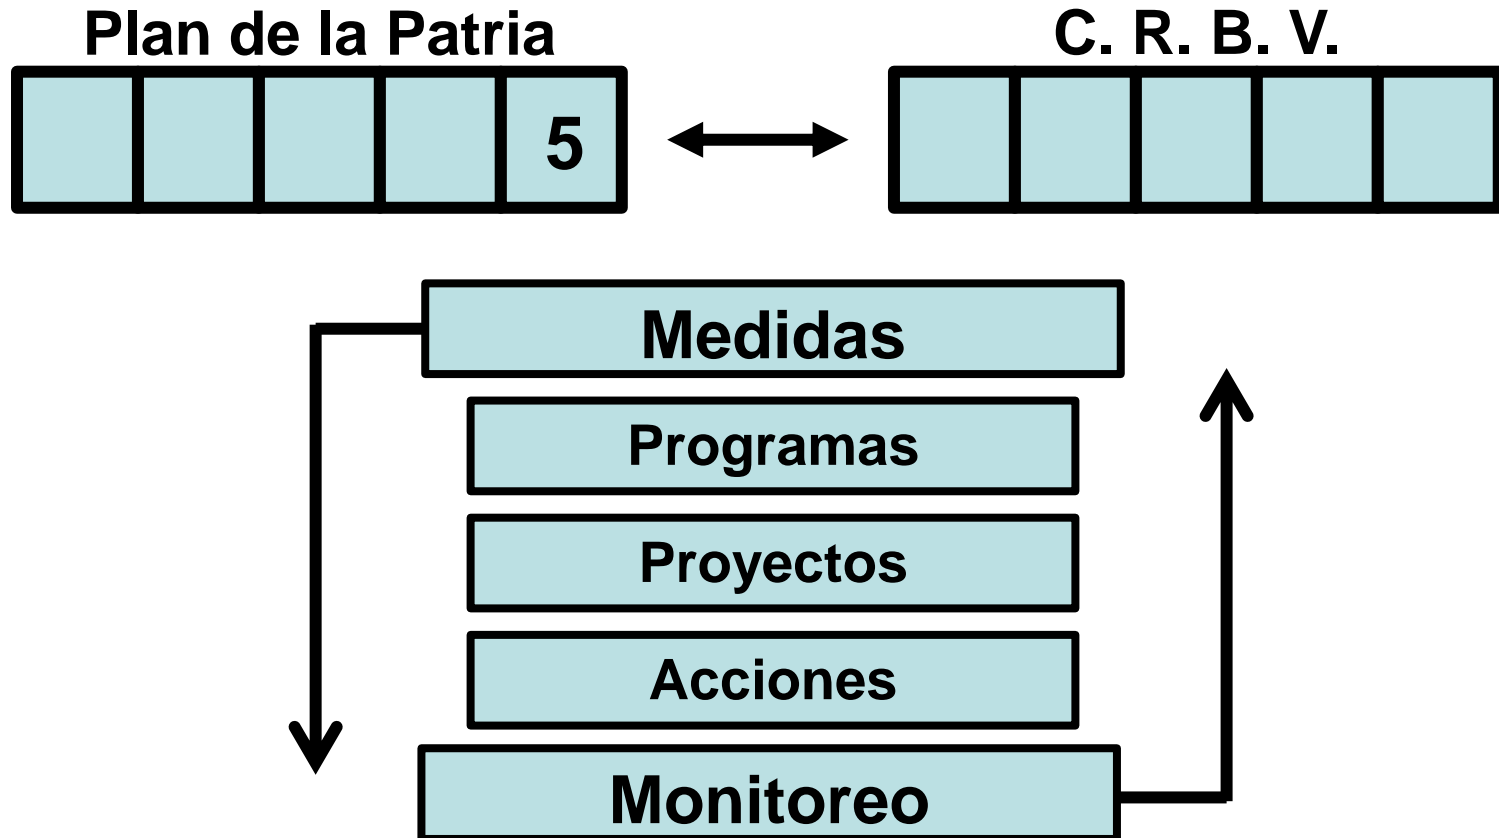 Plan de la Patria
C. R. B. V.
5
Medidas
Programas
Proyectos
Acciones
Monitoreo